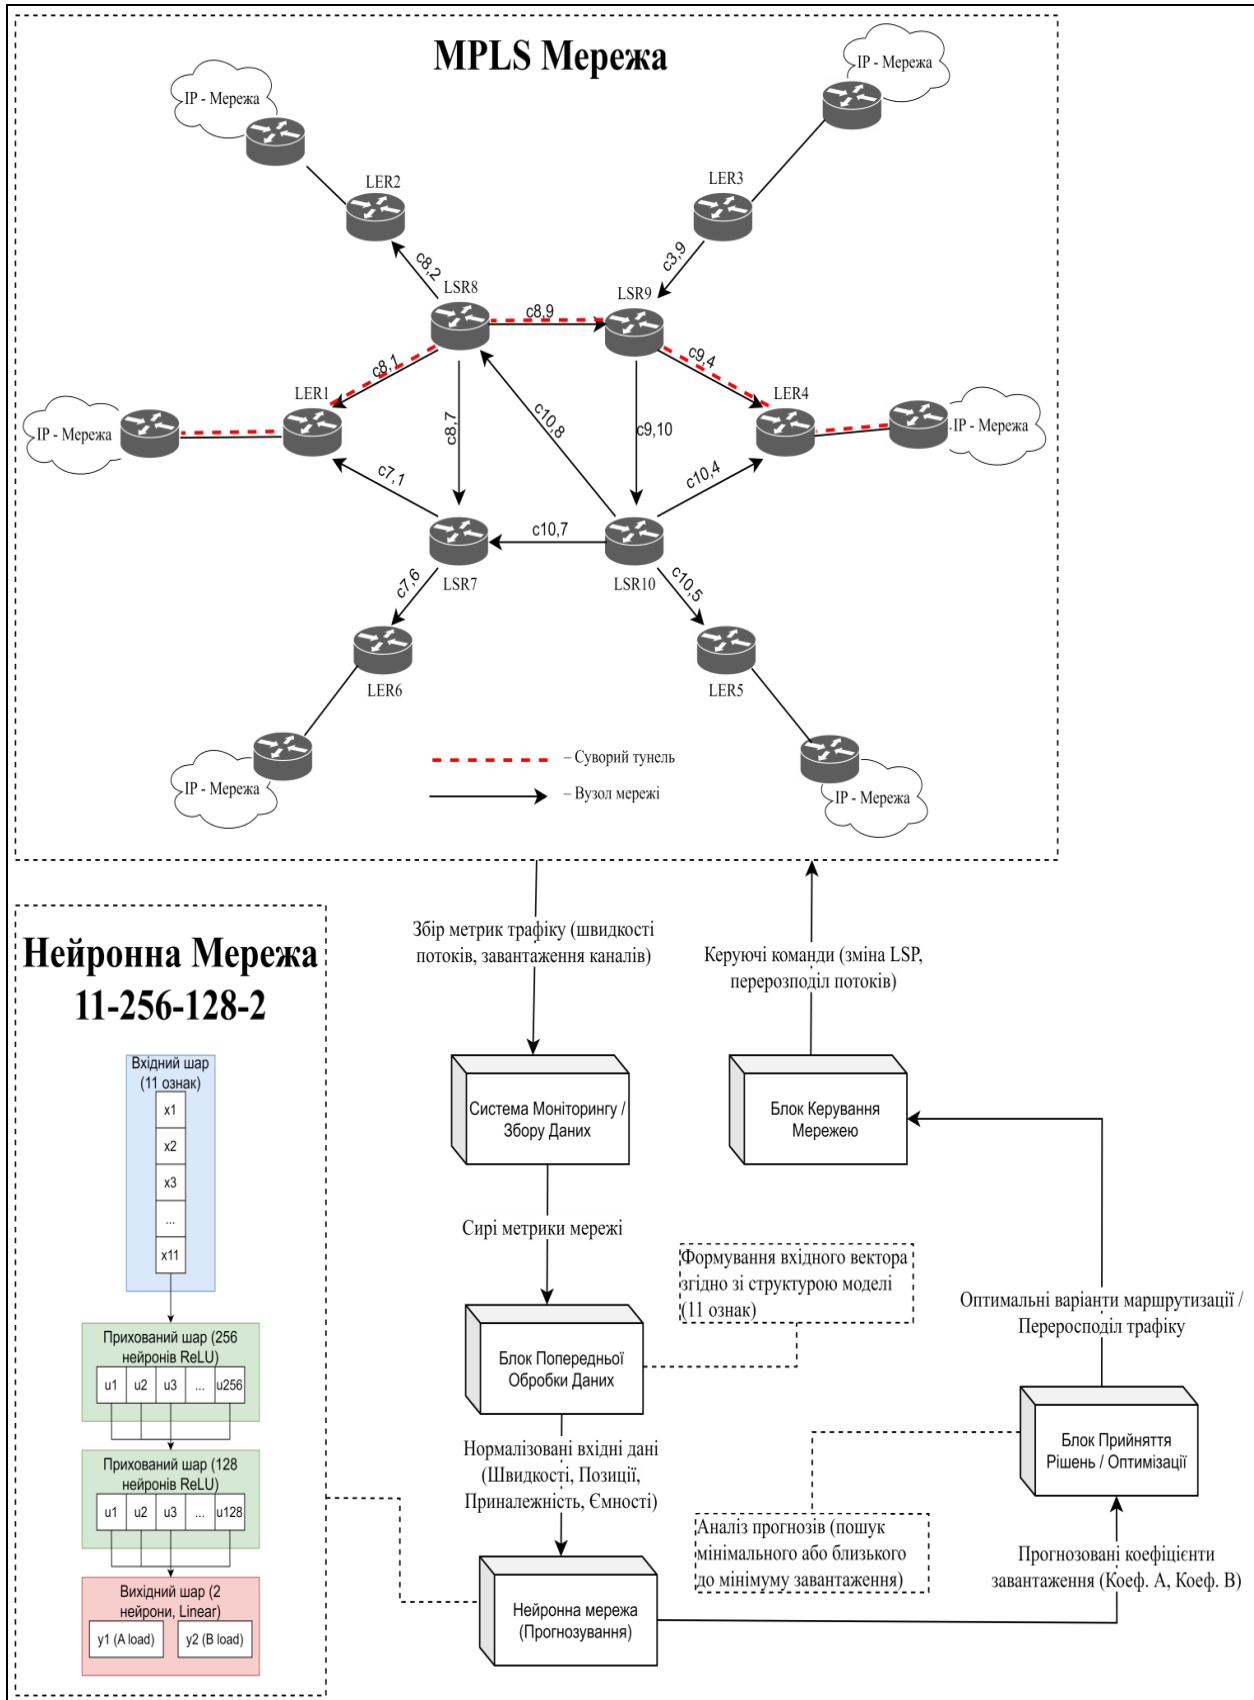 MPLS Мережа
IP - Мережа
IP - Мережа
LER2
LER3
c8,2
c3,9
LSR8
LSR9
c8,9
c8,1
c9,4
LER1
LER4
IP - Мережа
IP - Мережа
c8,7
c10,8
c9,10
c7,1
c10,4
c10,7
LSR7
LSR10
c7,6
c10,5
LER6
LER5
IP - Мережа
IP - Мережа
– Суворий тунель
– Вузол мережі
Збір метрик трафіку (швидкості
потоків, завантаження каналів)
Керуючі команди (зміна LSP,
перерозподіл потоків)
Нейронна Мережа
11-256-128-2
Вхідний шар
(11 ознак)
x1
x2
x3
...
x11
Прихований шар (256
нейронів ReLU)
u1 u2 u3 ... u256
Прихований шар (128
нейронів ReLU)
u1 u2 u3 ... u128
Вихідний шар (2
нейрони, Linear)
y1 (A load) y2 (B load)
Система Моніторингу /
Збору Даних
Блок Керування
Мережею
Сирі метрики мережі
Формування вхідного вектора
згідно зі структурою моделі
(11 ознак)
Блок Попередньої
Обробки Даних
Оптимальні варіанти маршрутизації /
Переросподіл трафіку
Нормалізовані вхідні дані
(Швидкості, Позиції,
Приналежність, Ємності)
Блок Прийняття
Рішень / Оптимізації
Аналіз прогнозів (пошук
мінімального або близького
до мінімуму завантаження)
Прогнозовані коефіцієнти
завантаження (Коеф. А, Коеф. В)
Нейронна мережа
(Прогнозування)